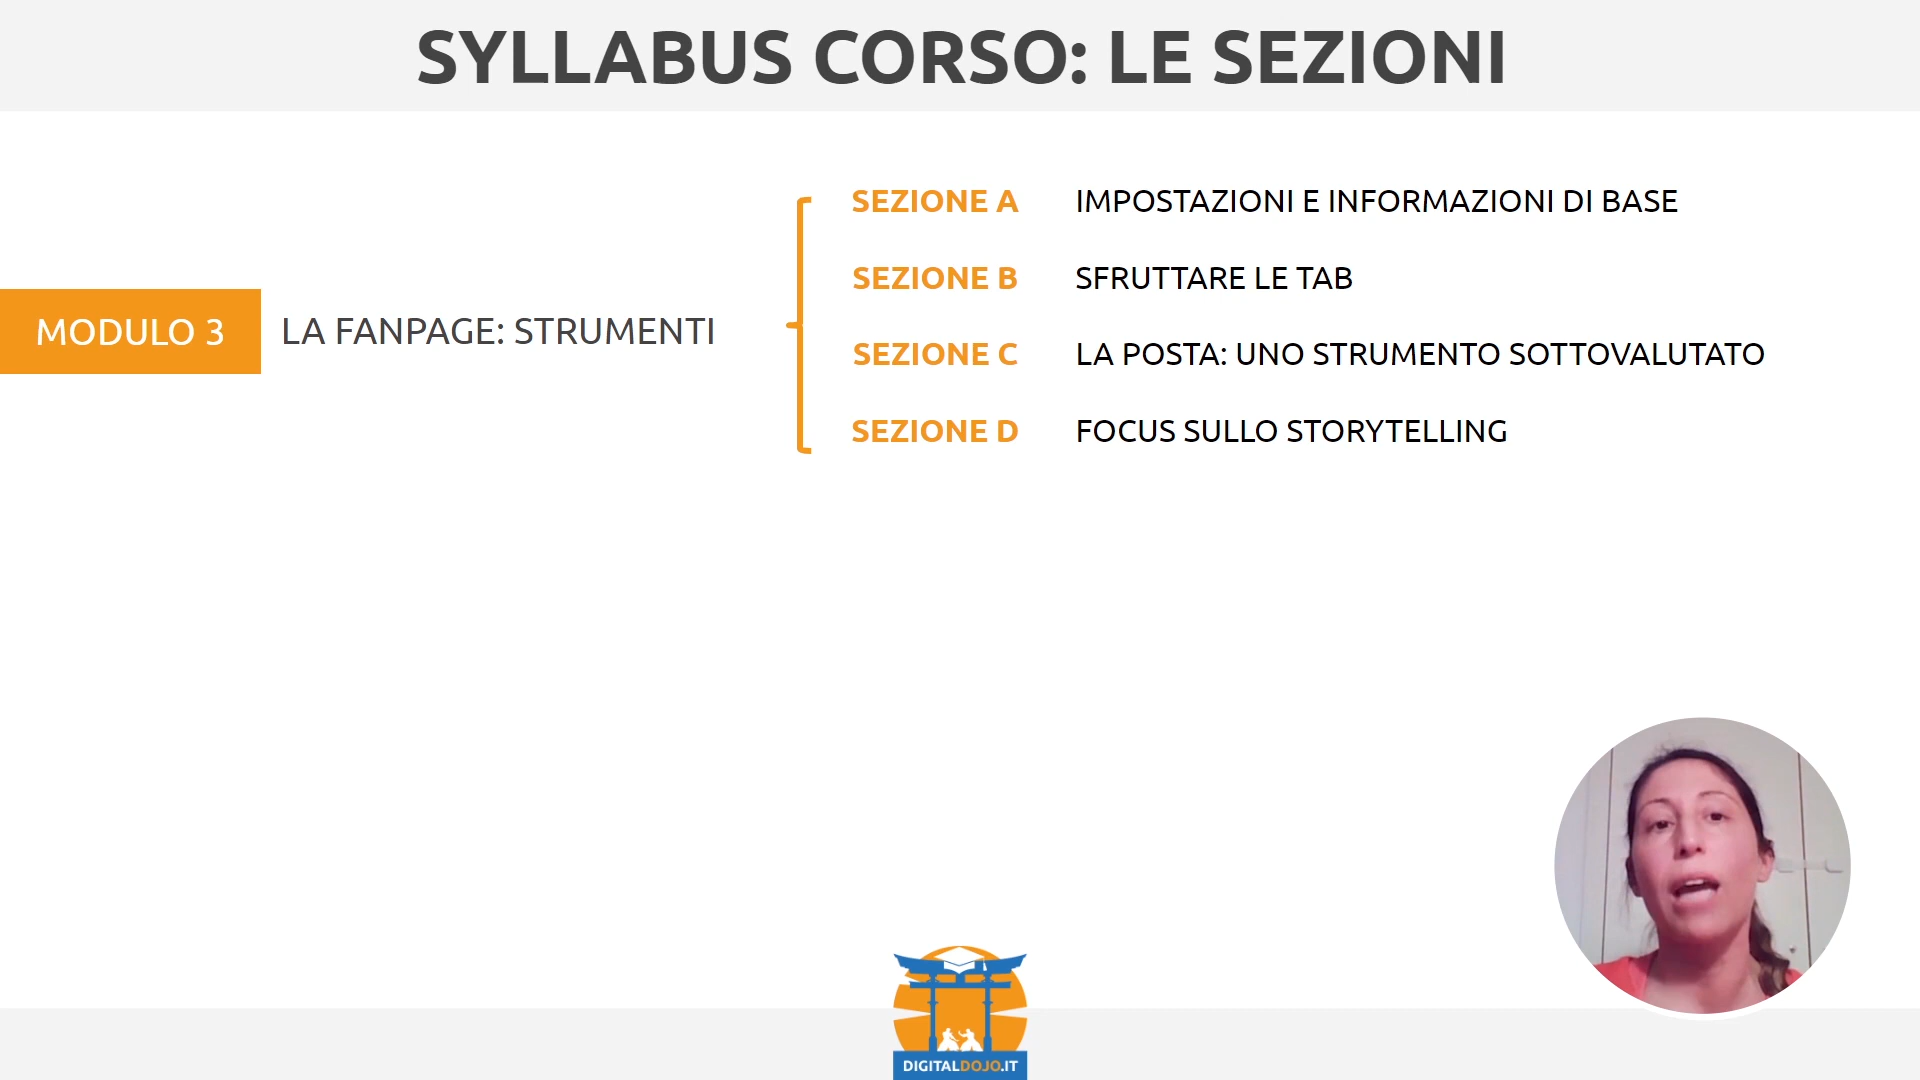 SYLLABUS CORSO: LE SEZIONI
MODULO 3 LA FANPAGE: STRUMENTI
SEZIONE A IMPOSTAZIONI E INFORMAZIONI DI BASE
SEZIONE B SFRUTTARE LE TAB
SEZIONE C LA POSTA: UNO STRUMENTO SOTTOVALUTATO
SEZIONE D FOCUS SULLO STORYTELLING
DIGITALDOJO.IT